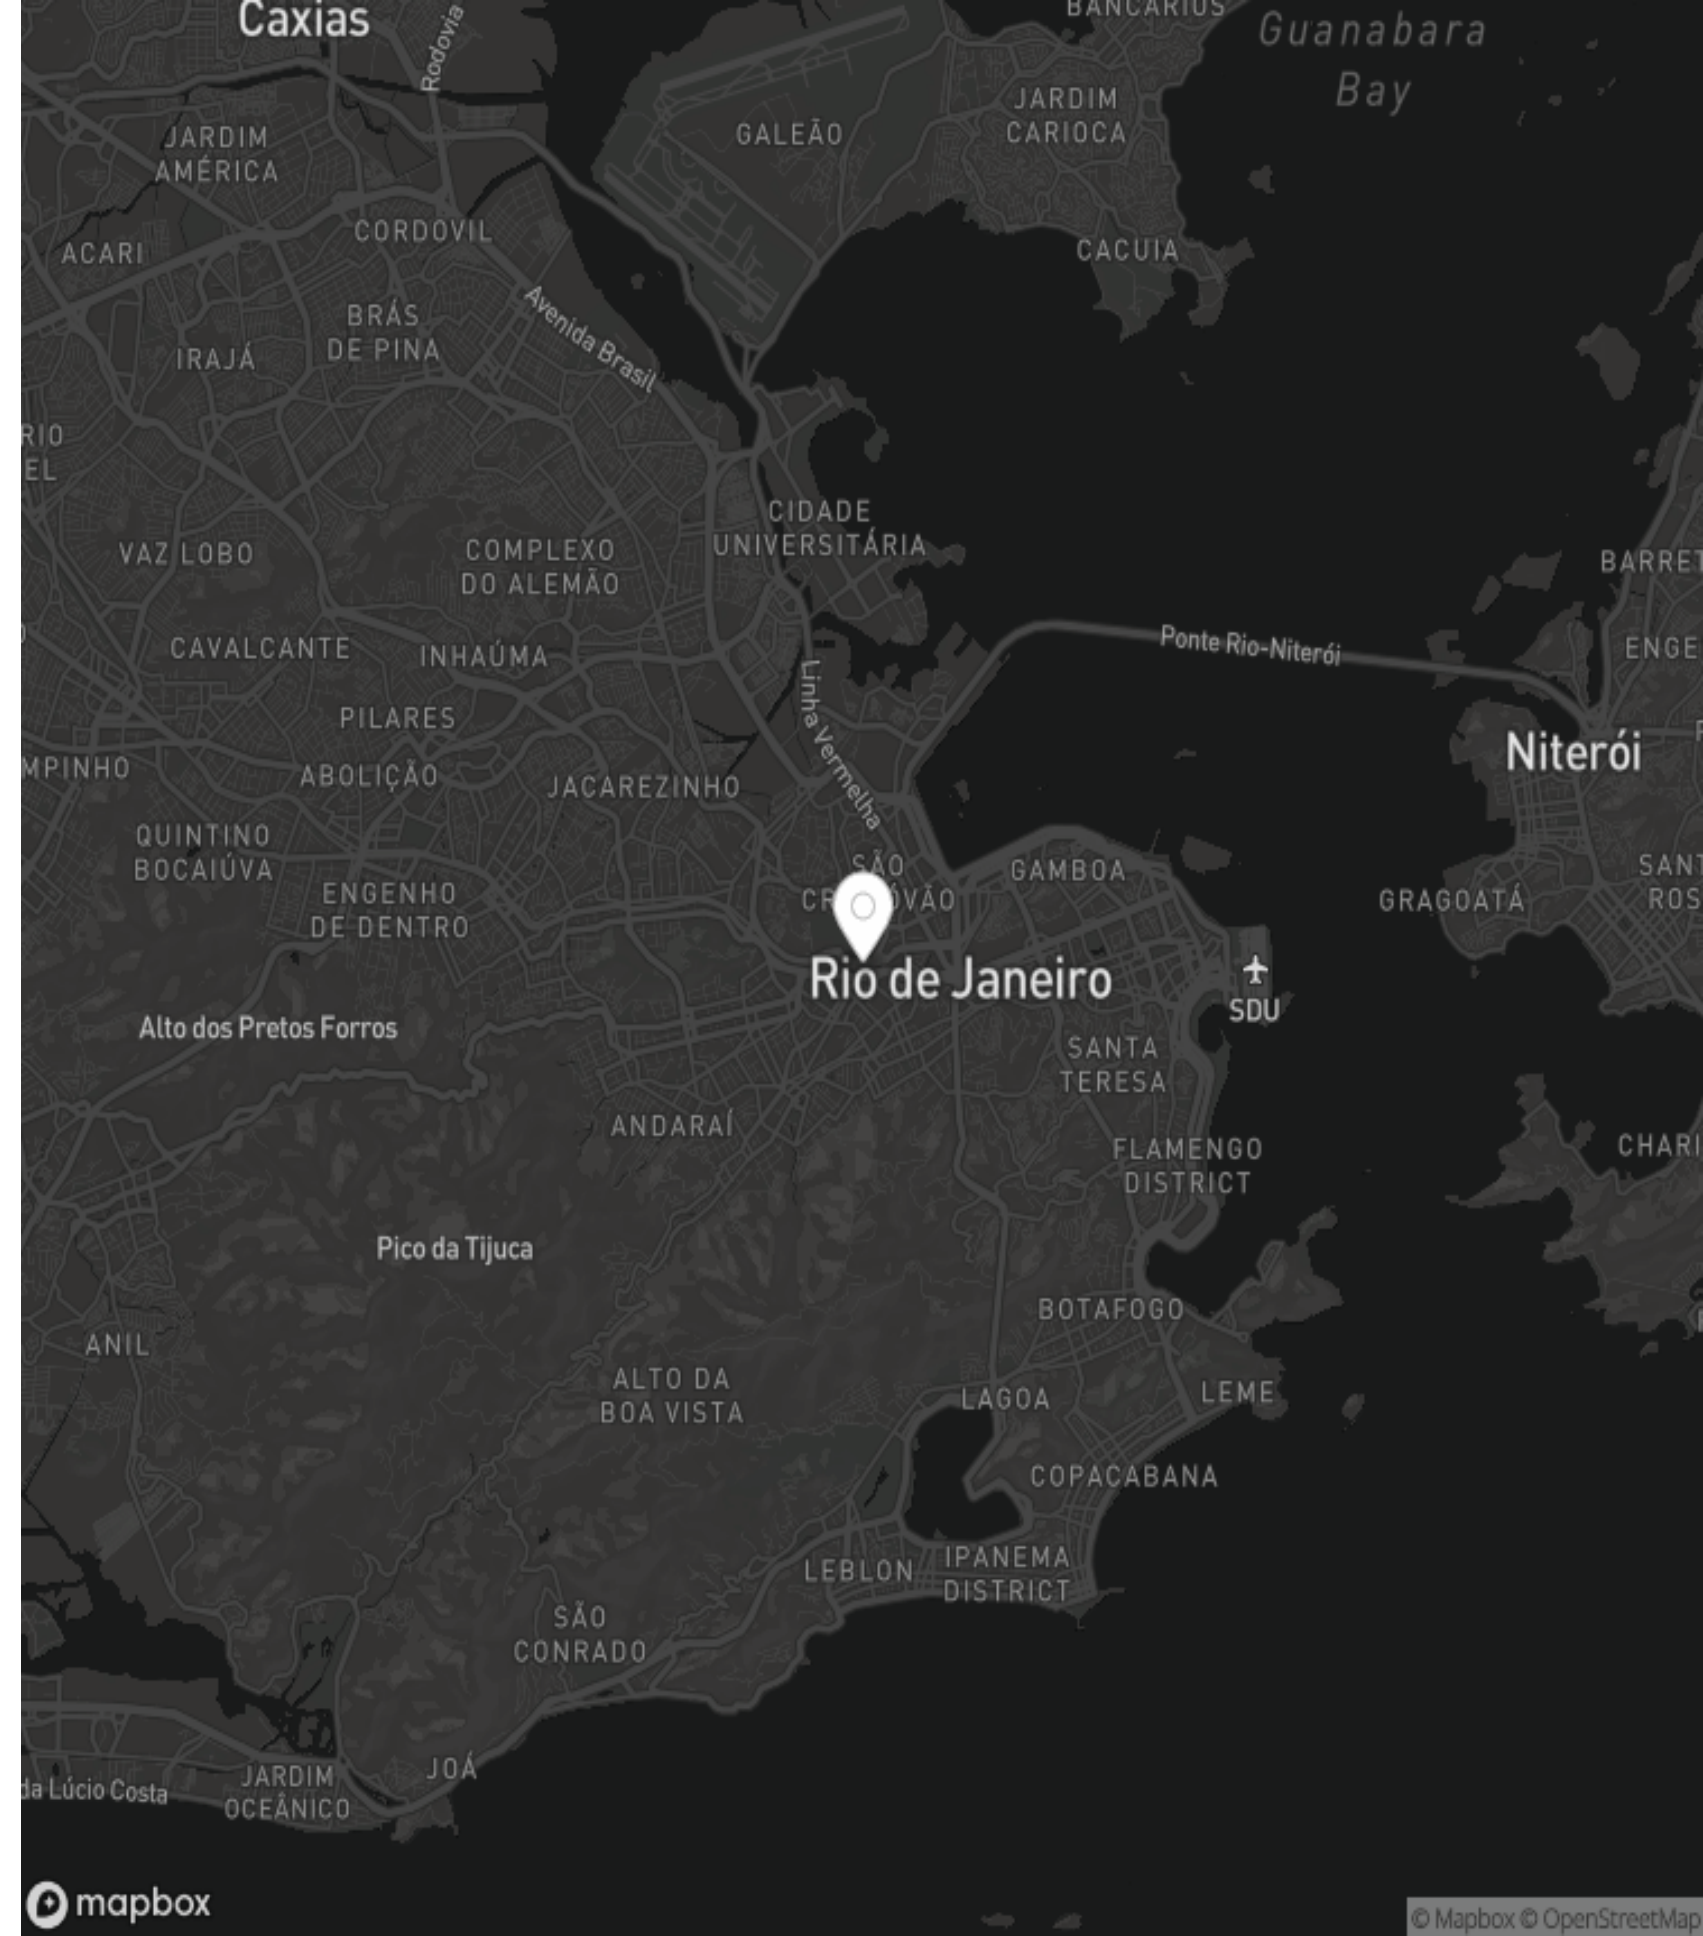 BANCÁRIOS
Guanabara
Bay
Caxias
Rodovia
JARDIM
CARIOCA
GALEÃO
JARDIM
AMÉRICA
CORDOVIL
ACARI
CACUIA
Avenida Brasil
BRÁS
DE PINA
IRAJÁ
RIO
EL
CIDADE
UNIVERSITÁRIA
VAZ LOBO
COMPLEXO
DO ALEMÃO
BARRET
CAVALCANTE
INHAÚMA
Ponte Rio-Niterói
ENGE
Linha Vermelha
PILARES
Niterói
MPINHO
ABOLIÇÃO
JACAREZINHO
QUINTINO
BOCAIÚVA
SÃO
CR ÓVÃO
GAMBOA
GRAGOATÁ
SANT
ROS
ENGENHO
DE DENTRO
Rio de Janeiro
SDU
Alto dos Pretos Forros
SANTA
TERESA
ANDARAÍ
FLAMENGO
DISTRICT
CHARI
Pico da Tijuca
BOTAFOGO
ANIL
ALTO DA
BOA VISTA
LAGOA
LEME
COPACABANA
LEBLON
IPANEMA
DISTRICT
SÃO
CONRADO
JOÁ
JARDIM
OCEÂNICO
da Lúcio Costa
mapbox
© Mapbox © OpenStreetMap